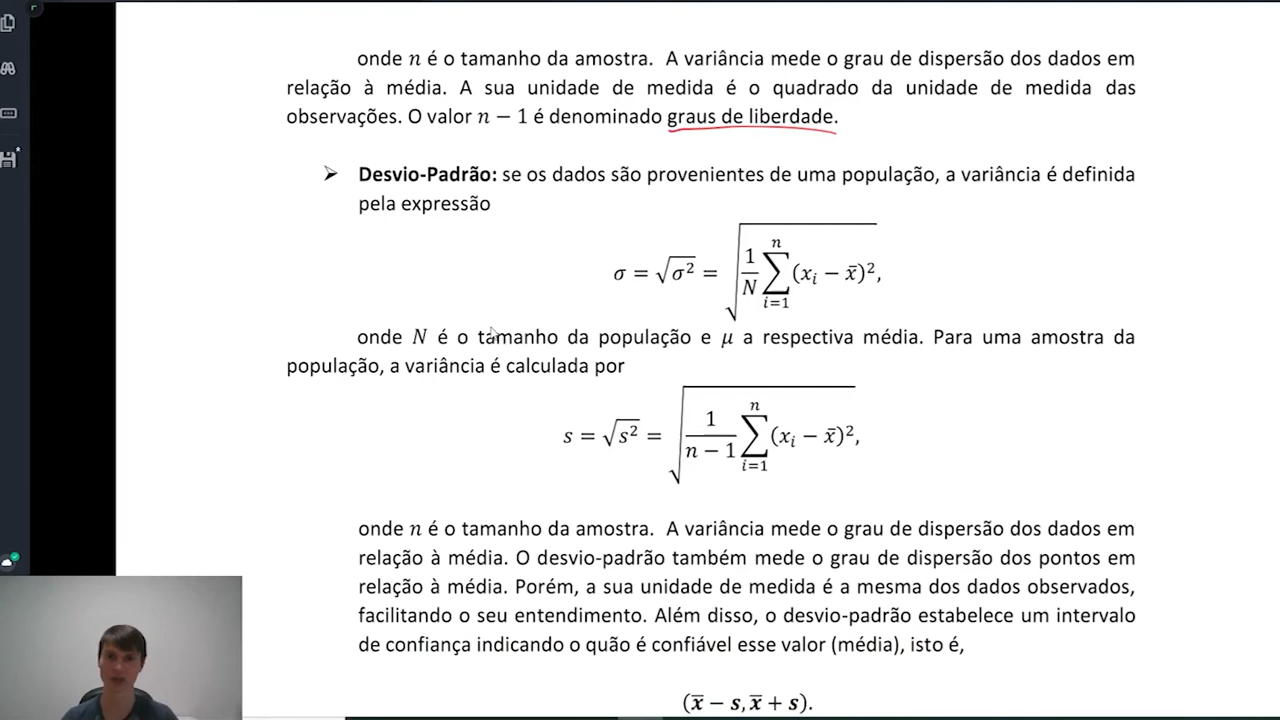 onde n é o tamanho da amostra. A variância mede o grau de dispersão dos dados em
relação à média. A sua unidade de medida é o quadrado da unidade de medida das
observações. O valor n − 1 é denominado graus de liberdade.
➢ Desvio-Padrão: se os dados são provenientes de uma população, a variância é definida
pela expressão
σ = √σ² = √(1/N ∑_{i=1}^{n} (x_i − x̄)²),
onde N é o tamanho da população e μ a respectiva média. Para uma amostra da
população, a variância é calculada por
s = √s² = √(1/(n − 1) ∑_{i=1}^{n} (x_i − x̄)²),
onde n é o tamanho da amostra. A variância mede o grau de dispersão dos dados em
relação à média. O desvio-padrão também mede o grau de dispersão dos pontos em
relação à média. Porém, a sua unidade de medida é a mesma dos dados observados,
facilitando o seu entendimento. Além disso, o desvio-padrão estabelece um intervalo
de confiança indicando o quão é confiável esse valor (média), isto é,
(x̄ − s, x̄ + s).